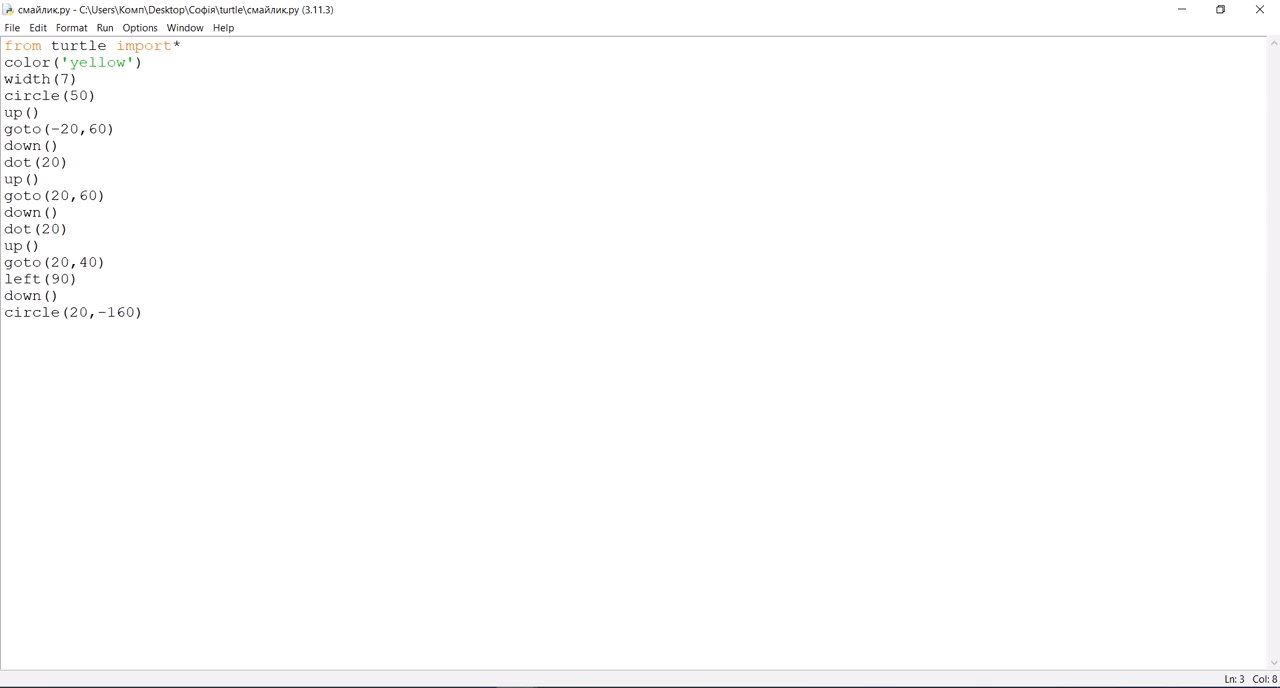 смайлик.py - C:\Users\Комп\Desktop\Софія\turtle\смайлик.py (3.11.3)
File Edit Format Run Options Window Help
from turtle import*
color('yellow')
width(7)
circle(50)
up()
goto(-20,60)
down()
dot(20)
up()
goto(20,60)
down()
dot(20)
up()
goto(20,40)
left(90)
down()
circle(20,-160)
Ln: 3 Col: 8